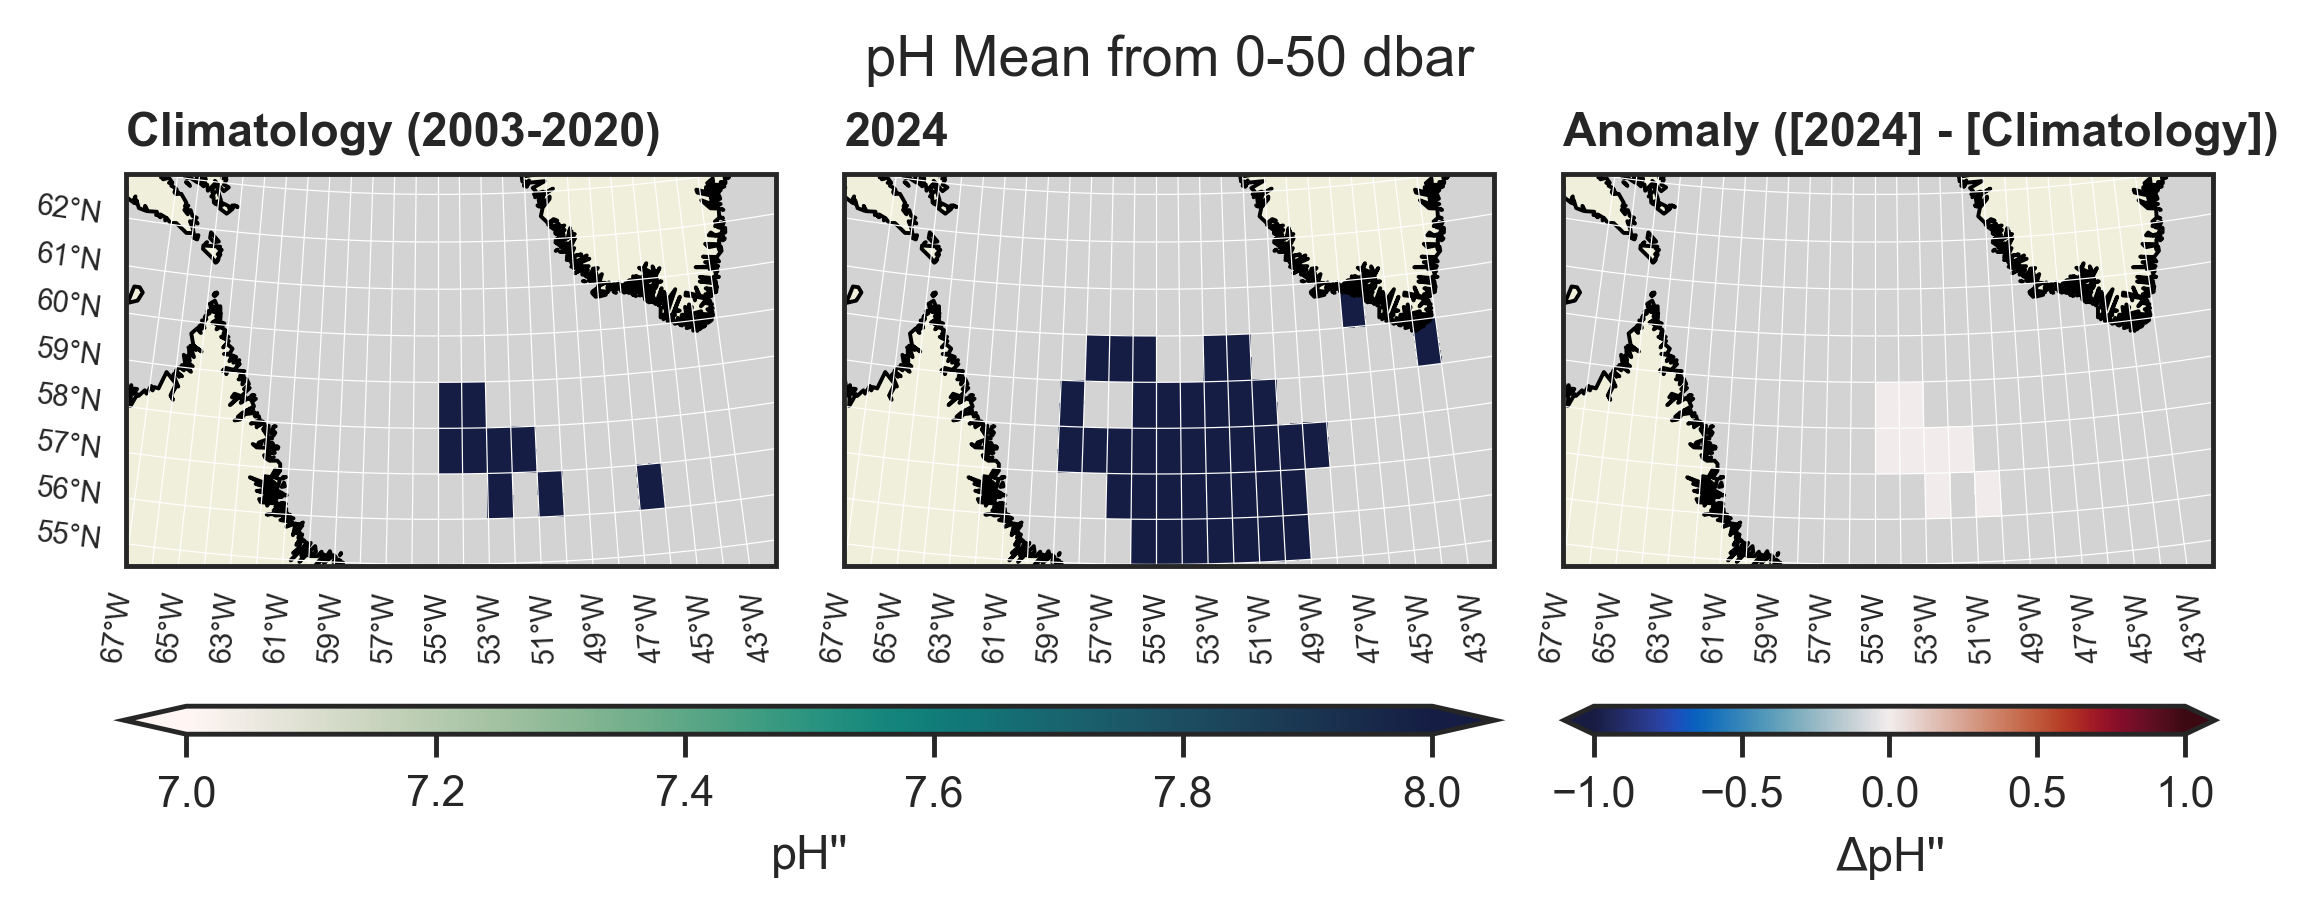 pH Mean from 0-50 dbar
Climatology (2003-2020)
2024
Anomaly ([2024] - [Climatology])
62°N
61°N
60°N
59°N
58°N
57°N
56°N
55°N
67°W 65°W 63°W 61°W 59°W 57°W 55°W 53°W 51°W 49°W 47°W 45°W 43°W
67°W 65°W 63°W 61°W 59°W 57°W 55°W 53°W 51°W 49°W 47°W 45°W 43°W
67°W 65°W 63°W 61°W 59°W 57°W 55°W 53°W 51°W 49°W 47°W 45°W 43°W
7.0 7.2 7.4 7.6 7.8 8.0
pH"
−1.0 −0.5 0.0 0.5 1.0
ΔpH"